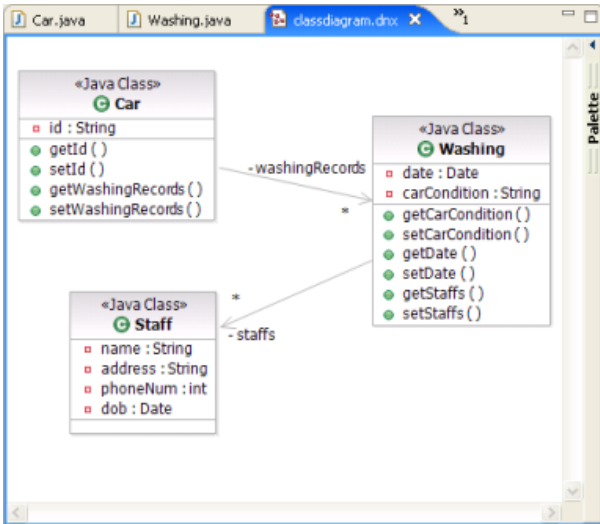 Car.java
Washing.java
classdiagram.dnx
»1
Palette
«Java Class»
C Car
id : String
getId ( )
setId ( )
getWashingRecords ( )
setWashingRecords ( )
-washingRecords
*
«Java Class»
C Washing
date : Date
carCondition : String
getCarCondition ( )
setCarCondition ( )
getDate ( )
setDate ( )
getStaffs ( )
setStaffs ( )
*
- staffs
«Java Class»
C Staff
name : String
address : String
phoneNum : int
dob : Date